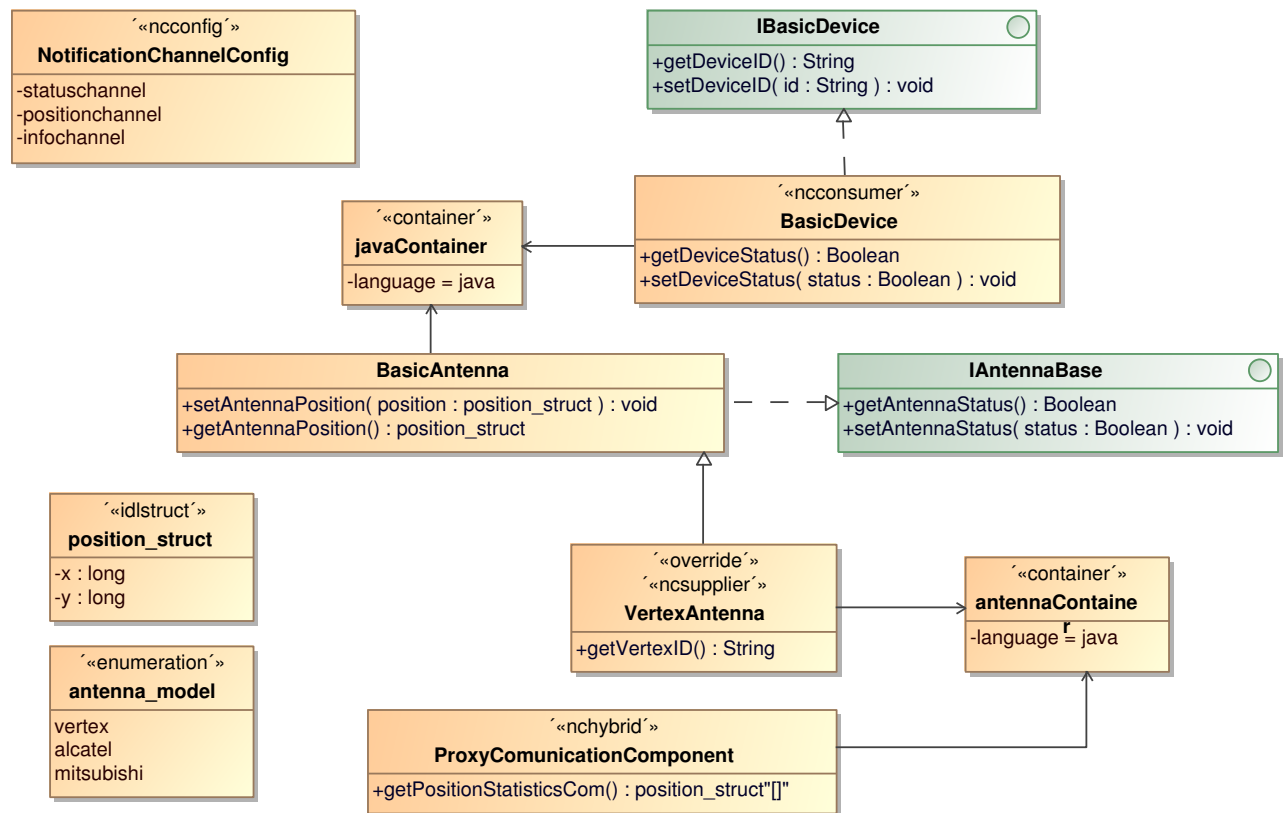 ´«ncconfig´»
NotificationChannelConfig
-statuschannel
-positionchannel
-infochannel
IBasicDevice
+getDeviceID() : String
+setDeviceID( id : String ) : void
´«ncconsumer´»
BasicDevice
+getDeviceStatus() : Boolean
+setDeviceStatus( status : Boolean ) : void
´«container´»
javaContainer
-language = java
BasicAntenna
+setAntennaPosition( position : position_struct ) : void
+getAntennaPosition() : position_struct
IAntennaBase
+getAntennaStatus() : Boolean
+setAntennaStatus( status : Boolean ) : void
´«idlstruct´»
position_struct
-x : long
-y : long
´«override´»
´«ncsupplier´»
VertexAntenna
+getVertexID() : String
´«container´»
antennaContaine
r
-language = java
´«enumeration´»
antenna_model
vertex
alcatel
mitsubishi
´«nchybrid´»
ProxyComunicationComponent
+getPositionStatisticsCom() : position_struct"[]"